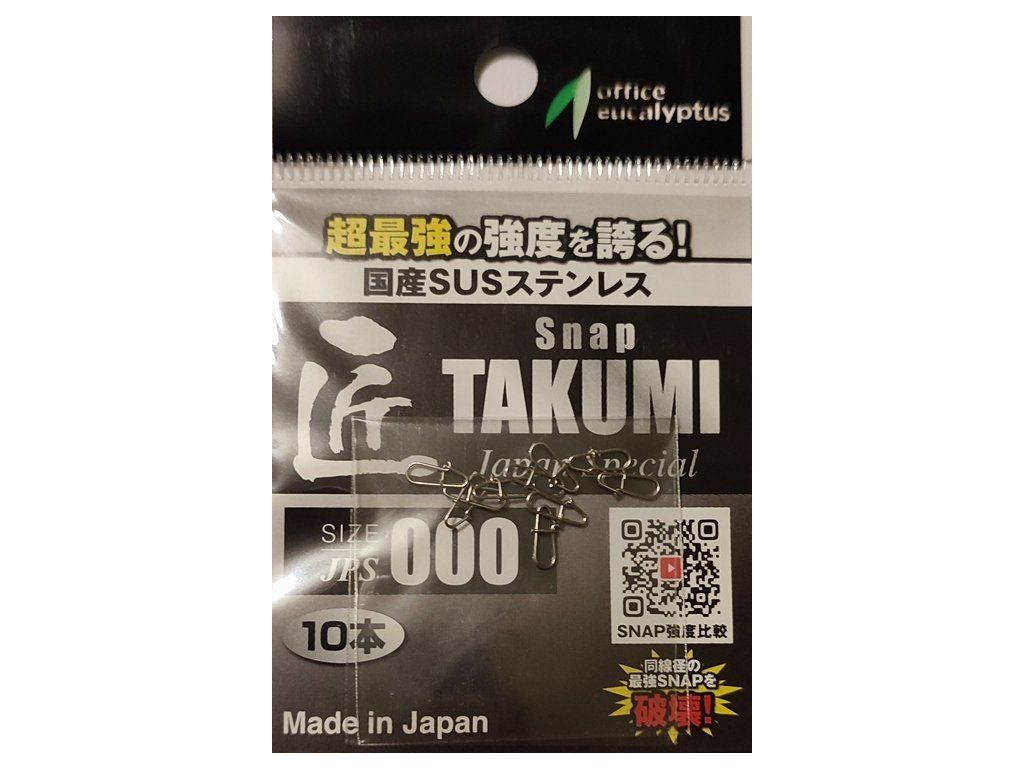 office
eucalyptus
超最強の強度を誇る!
国産SUSステンレス
匠
Snap
TAKUMI
Japan Special
SIZE
JPS
000
10本
SNAP強度比較
同線径の
最強SNAPを
破壊!
Made in Japan